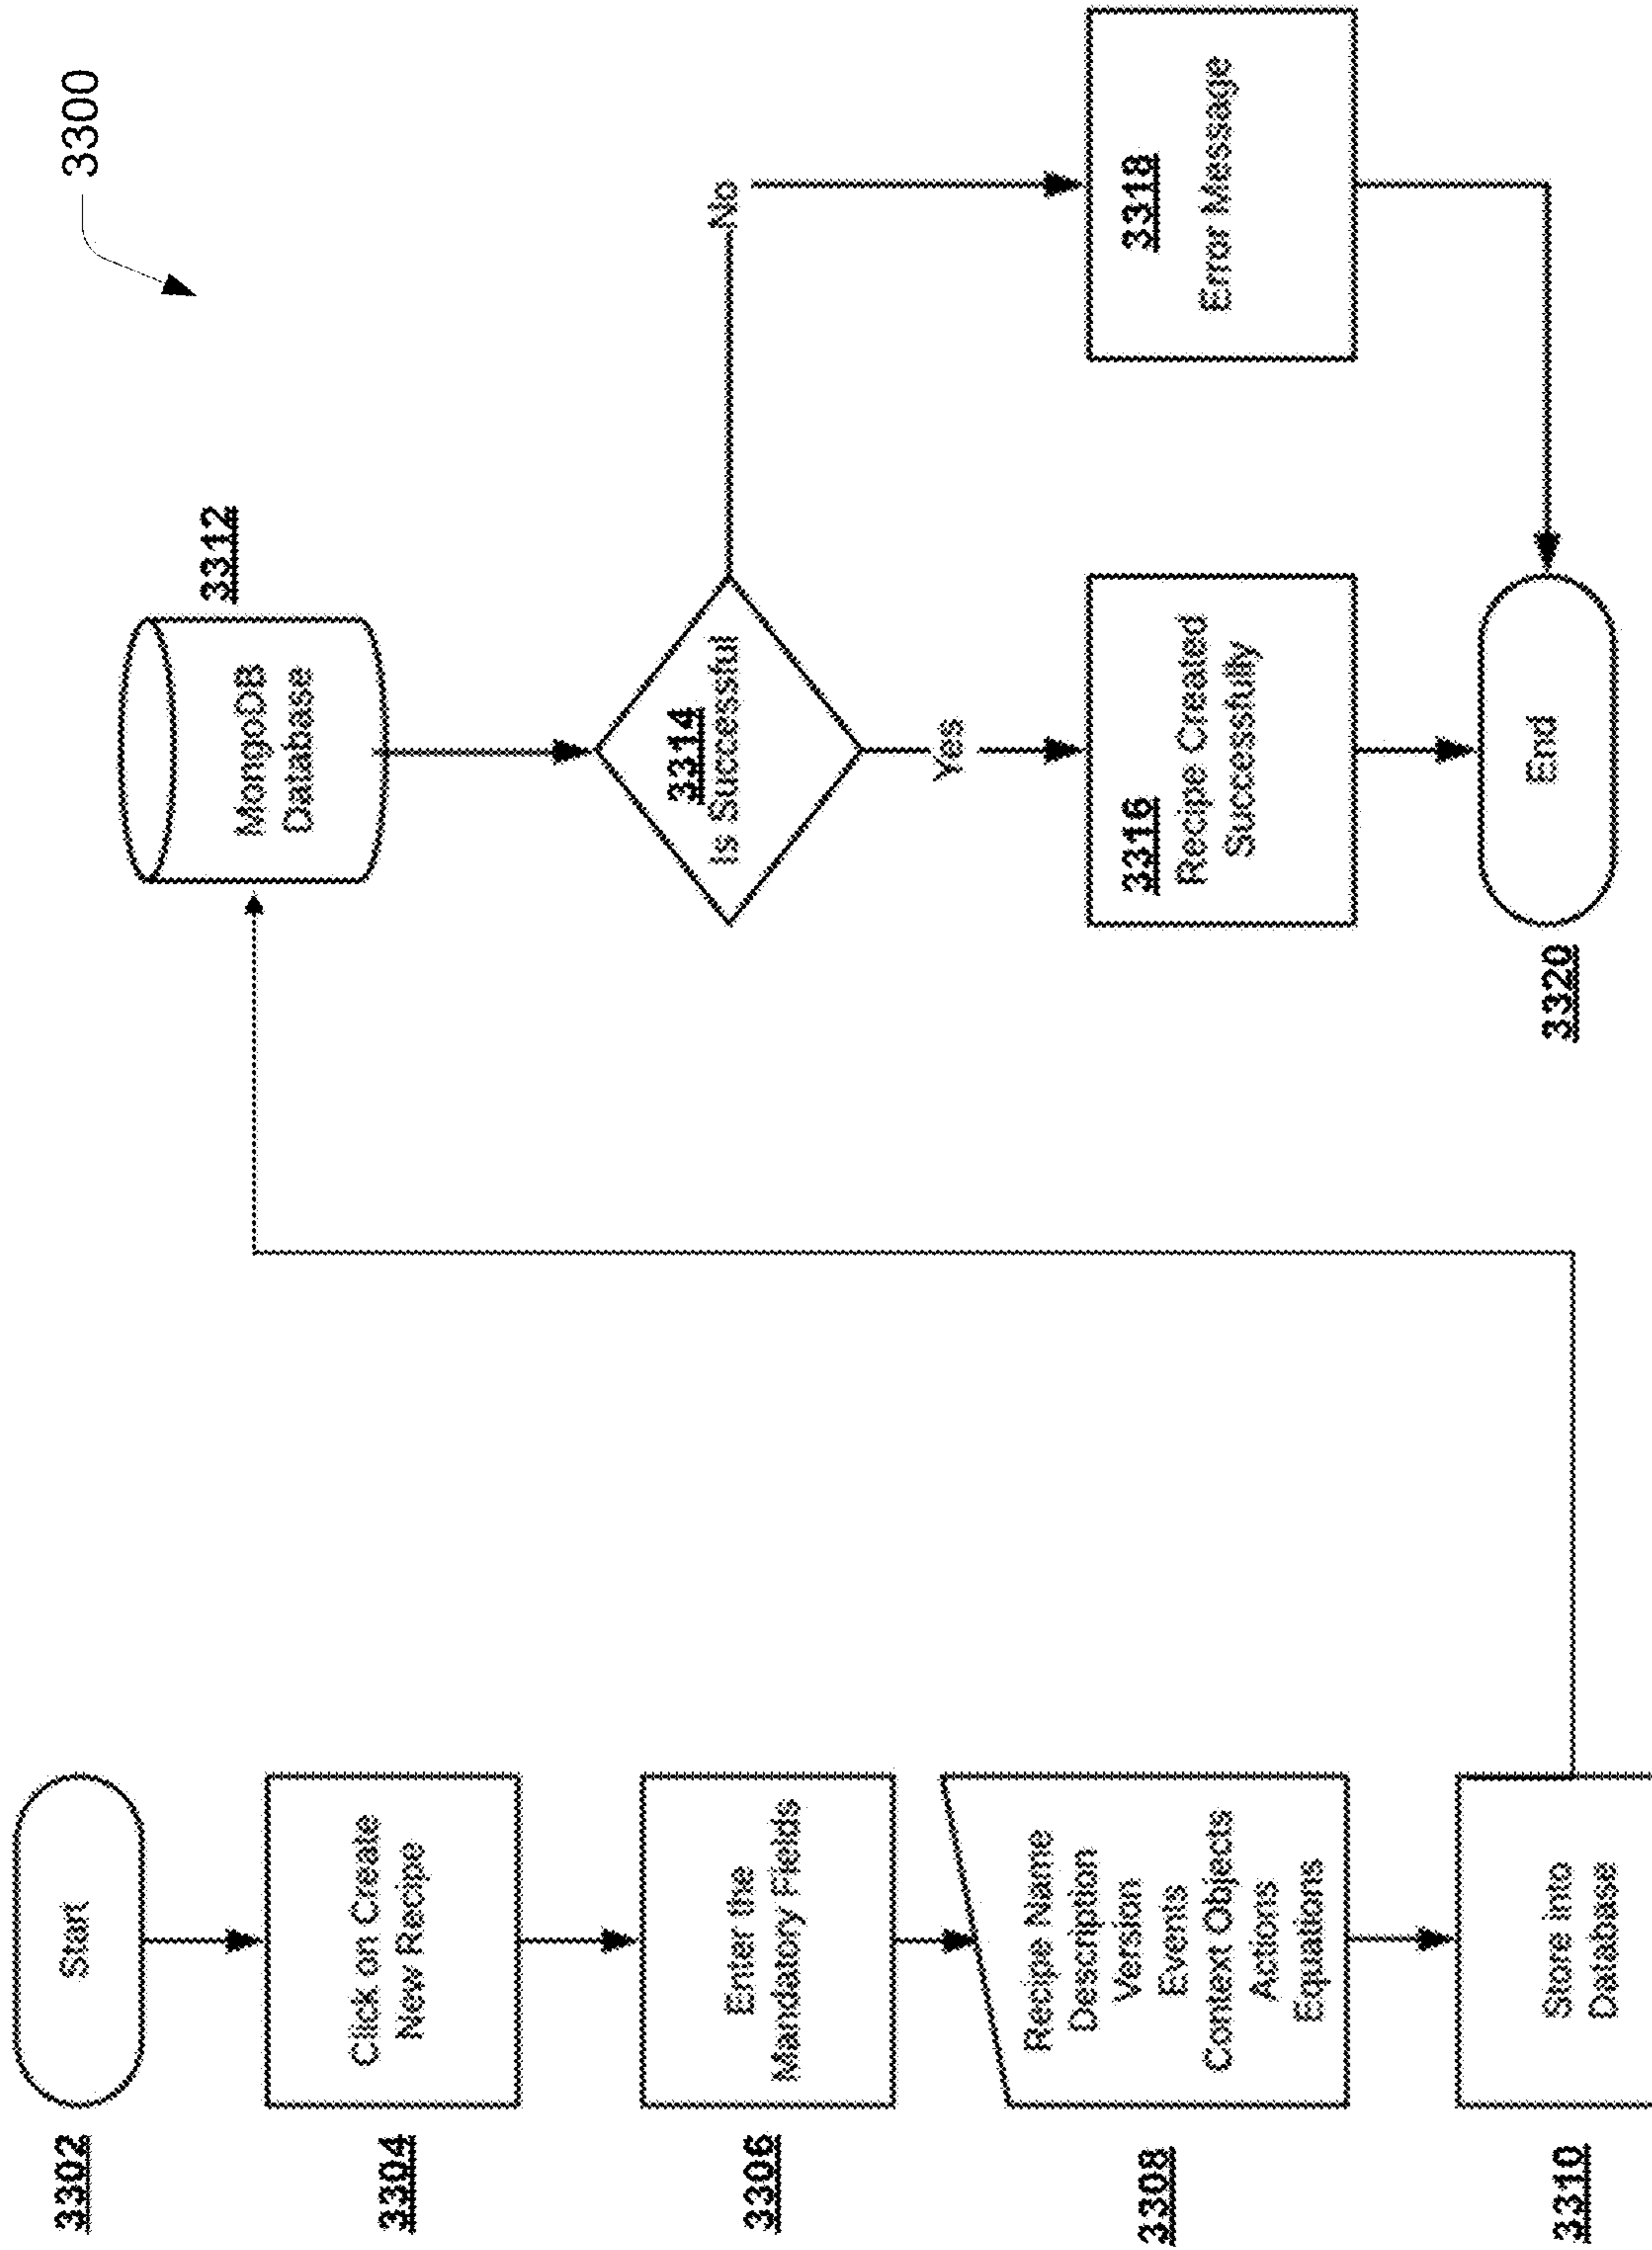 3300
3302
Start
3304
Click on Create
New Recipe
3306
Enter the
Mandatory Fields
3308
Recipe Name
Description
Version
Events
Context Objects
Actions
Equations
3310
Store into
Database
3312
MongoDB
Database
3314
Is Successful
No
Yes
3316
Recipe Created
Successfully
3318
Error Message
End
3320